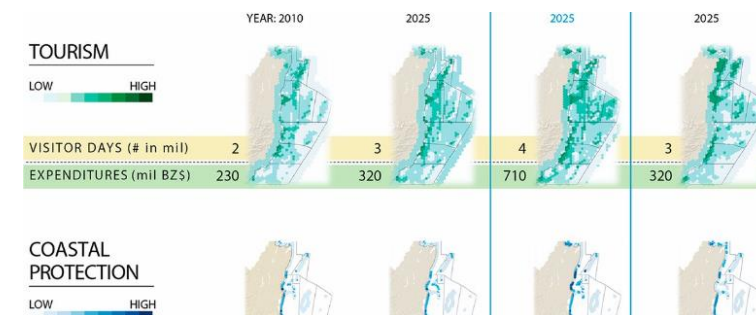 YEAR: 2010 2025 2025 2025
TOURISM
LOW HIGH
VISITOR DAYS (# in mil) 2 3 4 3
EXPENDITURES (mil BZ$) 230 320 710 320
COASTAL
PROTECTION
LOW HIGH